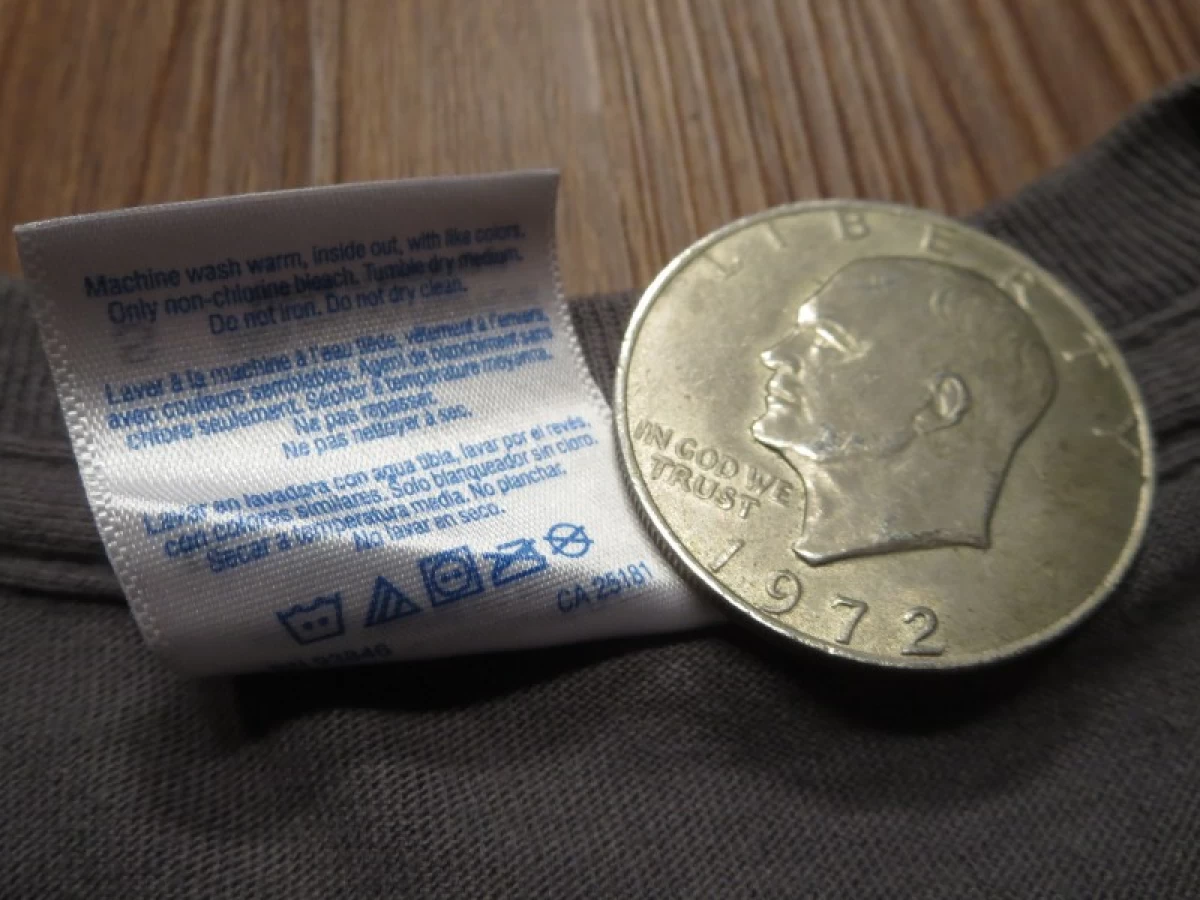 Machine wash warm, inside out, with like colors.
Only non-chlorine bleach. Tumble dry medium.
Do not iron. Do not dry clean.
Lavar à la machine à l'eau tiède, vêtement à l'envers,
avec couleurs semblables. Agent de blanchiment sans
chlore seulement. Sécher à température moyenne.
Ne pas repasser.
Ne pas nettoyer à sec.
Lavar en lavadora con agua tibia, lavar por el revés,
con colores similares. Solo blanqueador sin cloro.
Secar a temperatura media. No planchar.
No lavar en seco.
CA 25181
93846
LIBERTY
IN GOD WE
TRUST
1972